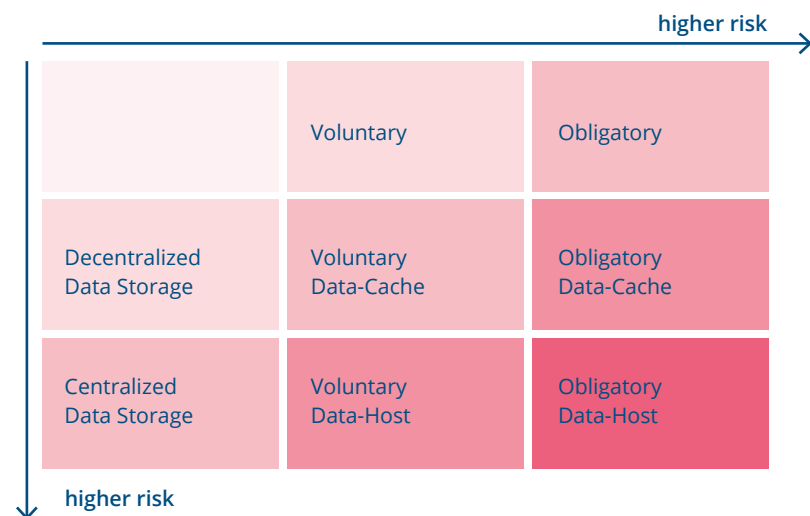 higher risk
Voluntary
Obligatory
Decentralized
Data Storage
Voluntary
Data-Cache
Obligatory
Data-Cache
Centralized
Data Storage
Voluntary
Data-Host
Obligatory
Data-Host
higher risk